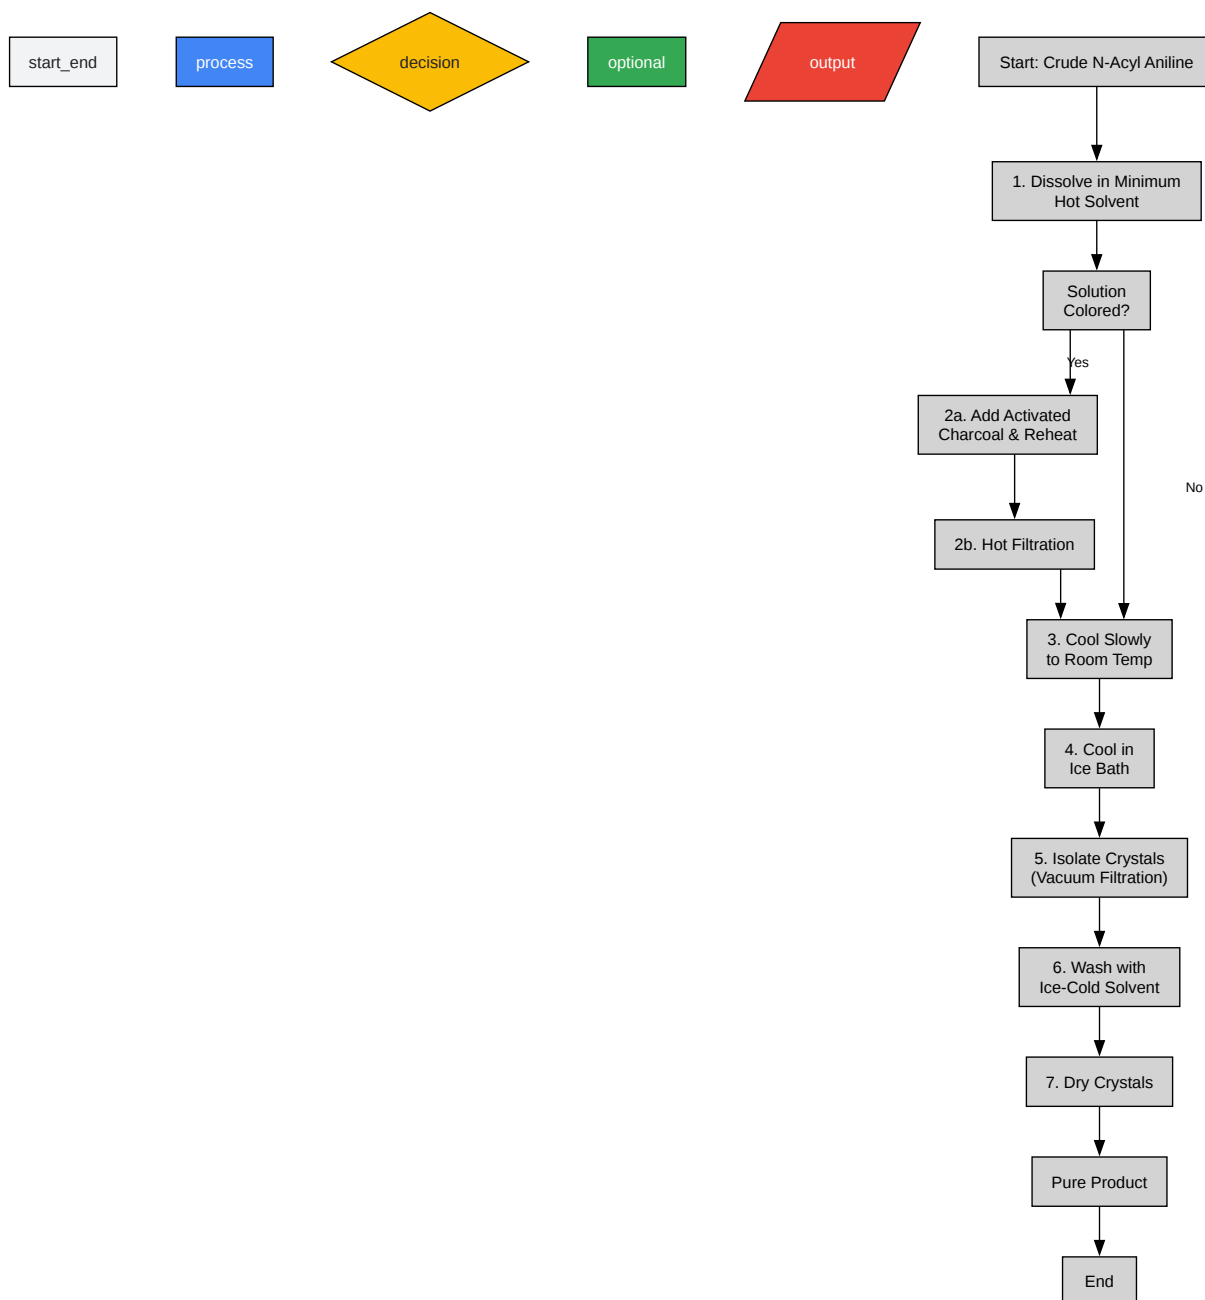 start_end
process
decision
optional
output
Start: Crude N-Acyl Aniline
1. Dissolve in Minimum
Hot Solvent
Solution
Colored?
Yes
2a. Add Activated
Charcoal & Reheat
No
2b. Hot Filtration
3. Cool Slowly
to Room Temp
4. Cool in
Ice Bath
5. Isolate Crystals
(Vacuum Filtration)
6. Wash with
Ice-Cold Solvent
7. Dry Crystals
Pure Product
End